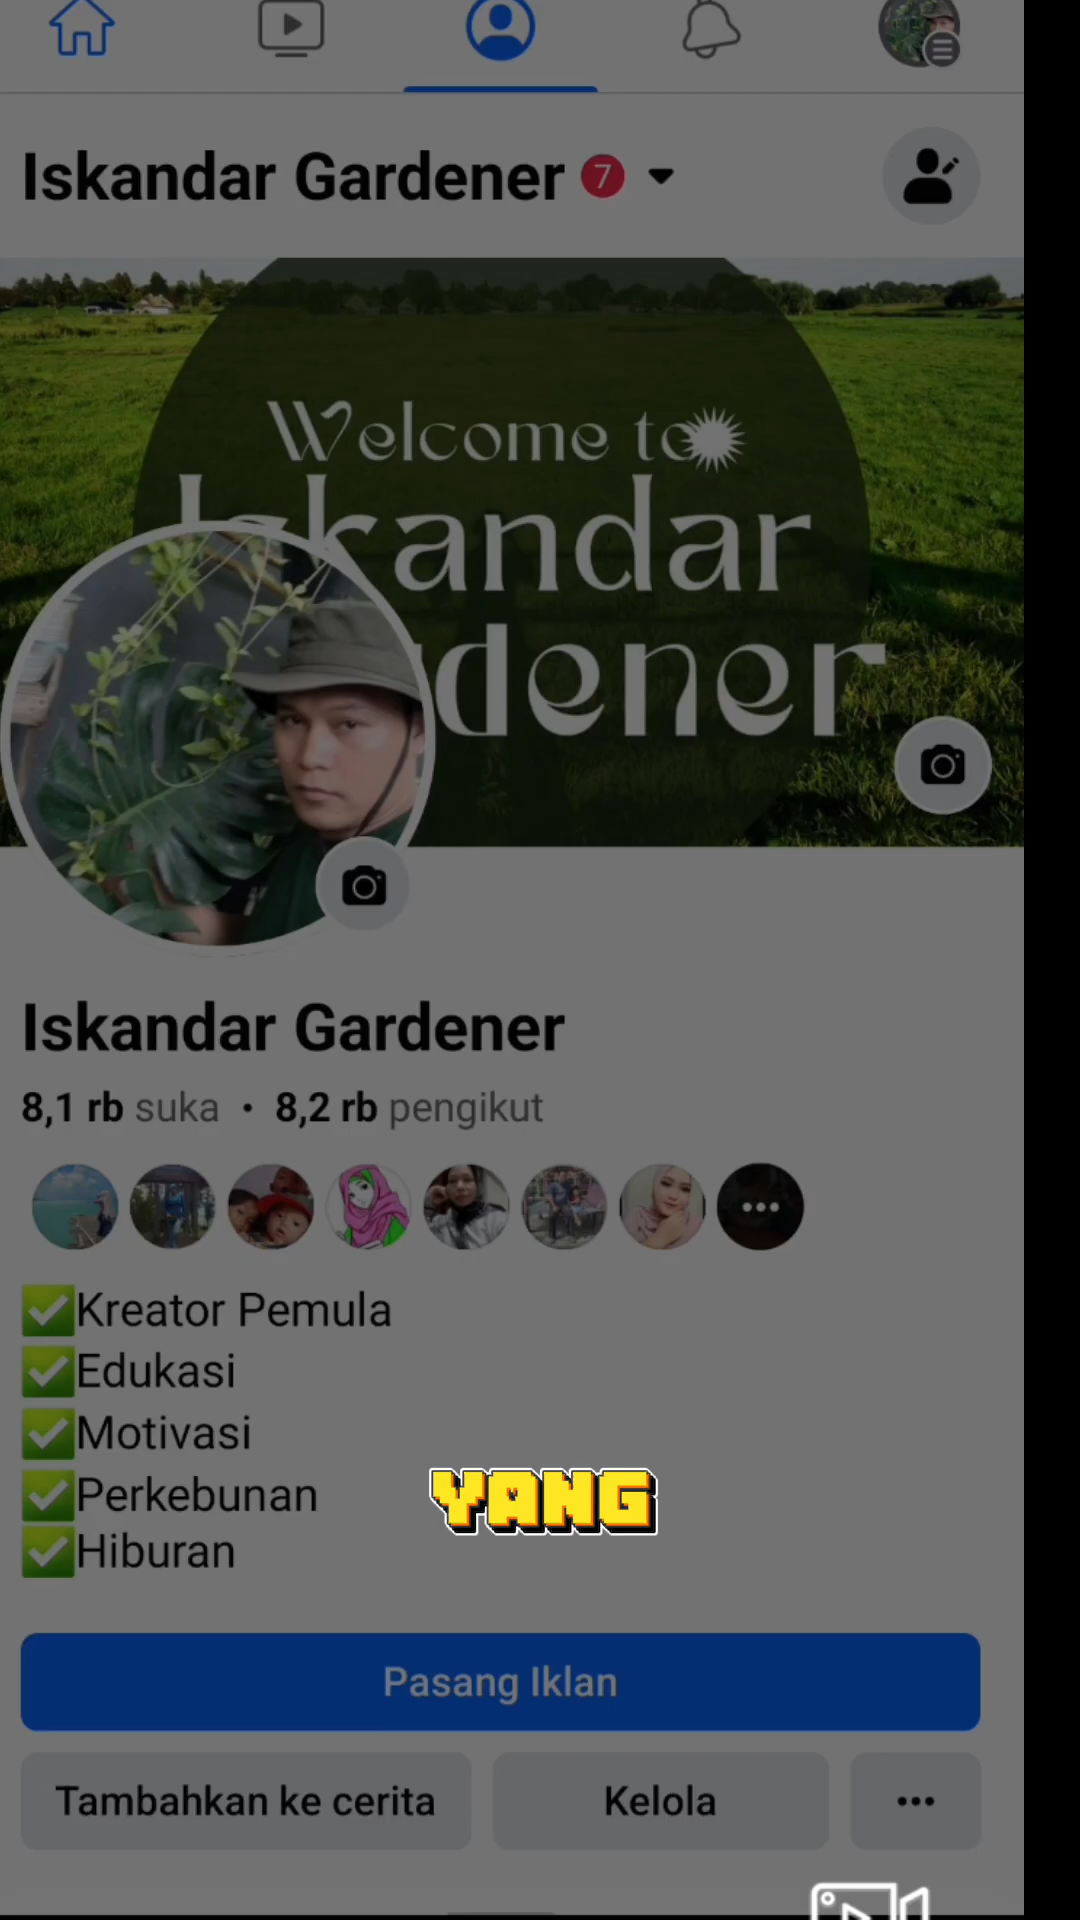 Iskandar Gardener 7
Welcome to
Iskandar
dener
Iskandar Gardener
8,1 rb suka • 8,2 rb pengikut
✅Kreator Pemula
✅Edukasi
✅Motivasi
✅Perkebunan
✅Hiburan
YANG
Pasang Iklan
Tambahkan ke cerita
Kelola